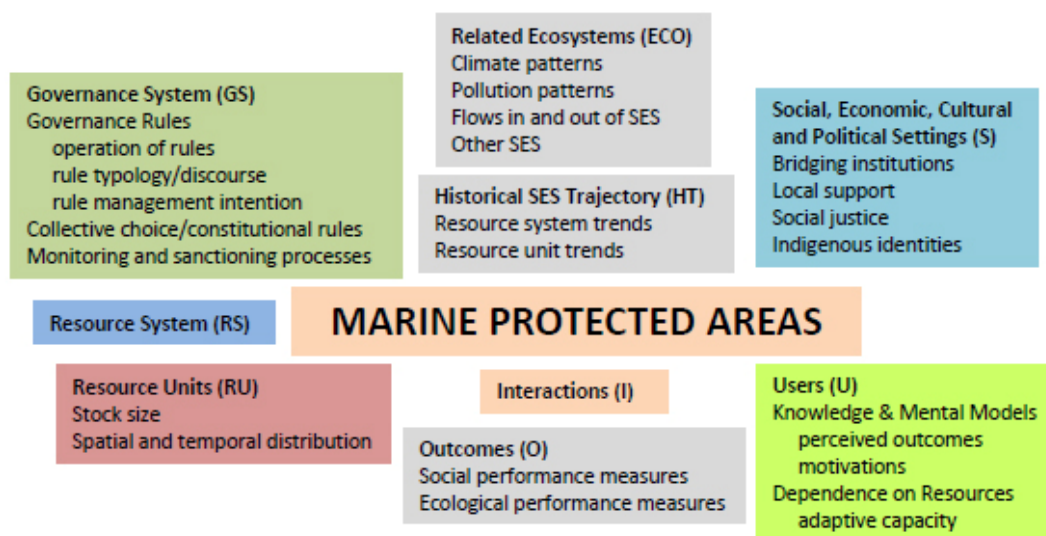 Related Ecosystems (ECO)
Climate patterns
Pollution patterns
Flows in and out of SES
Other SES
Governance System (GS)
Governance Rules
operation of rules
rule typology/discourse
rule management intention
Collective choice/constitutional rules
Monitoring and sanctioning processes
Social, Economic, Cultural
and Political Settings (S)
Bridging institutions
Local support
Social justice
Indigenous identities
Historical SES Trajectory (HT)
Resource system trends
Resource unit trends
Resource System (RS)
MARINE PROTECTED AREAS
Resource Units (RU)
Stock size
Spatial and temporal distribution
Interactions (I)
Users (U)
Knowledge & Mental Models
perceived outcomes
motivations
Dependence on Resources
adaptive capacity
Outcomes (O)
Social performance measures
Ecological performance measures